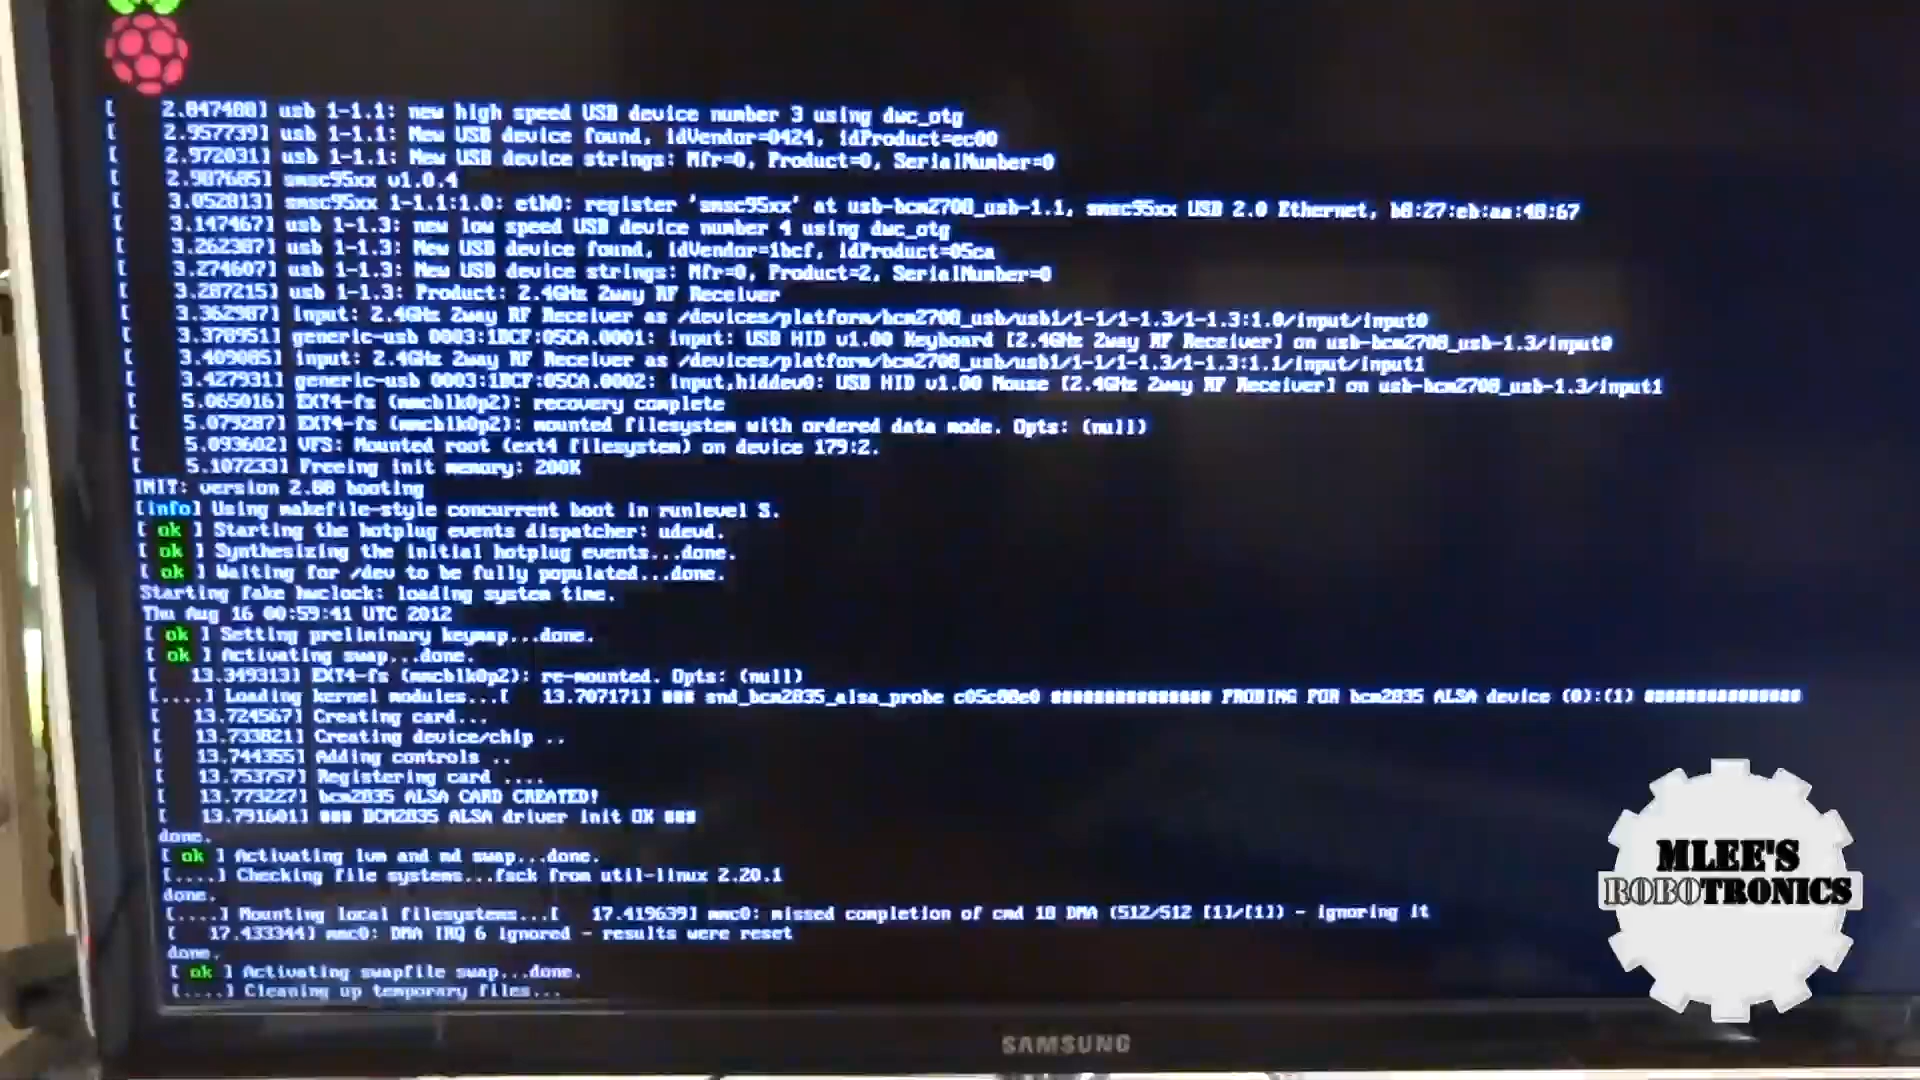 [    2.847488] usb 1-1.1: new high speed USB device number 3 using dwc_otg
[    2.957739] usb 1-1.1: New USB device found, idVendor=0424, idProduct=ec00
[    2.972031] usb 1-1.1: New USB device strings: Mfr=0, Product=0, SerialNumber=0
[    2.987685] smsc95xx v1.0.4
[    3.052813] smsc95xx 1-1.1:1.0: eth0: register 'smsc95xx' at usb-bcm2708_usb-1.1, smsc95xx USB 2.0 Ethernet, b8:27:eb:aa:48:67
[    3.147467] usb 1-1.3: new low speed USB device number 4 using dwc_otg
[    3.262387] usb 1-1.3: New USB device found, idVendor=1bcf, idProduct=05ca
[    3.274607] usb 1-1.3: New USB device strings: Mfr=0, Product=2, SerialNumber=0
[    3.287215] usb 1-1.3: Product: 2.4GHz 2way RF Receiver
[    3.362987] input: 2.4GHz 2way RF Receiver as /devices/platform/bcm2708_usb/usb1/1-1/1-1.3/1-1.3:1.0/input/input0
[    3.378951] generic-usb 0003:1BCF:05CA.0001: input: USB HID v1.00 Keyboard [2.4GHz 2way RF Receiver] on usb-bcm2708_usb-1.3/input0
[    3.409085] input: 2.4GHz 2way RF Receiver as /devices/platform/bcm2708_usb/usb1/1-1/1-1.3/1-1.3:1.1/input/input1
[    3.427931] generic-usb 0003:1BCF:05CA.0002: input,hiddev0: USB HID v1.00 Mouse [2.4GHz 2way RF Receiver] on usb-bcm2708_usb-1.3/input1
[    5.065016] EXT4-fs (mmcblk0p2): recovery complete
[    5.079287] EXT4-fs (mmcblk0p2): mounted filesystem with ordered data mode. Opts: (null)
[    5.093602] VFS: Mounted root (ext4 filesystem) on device 179:2.
[    5.107233] Freeing init memory: 200K
INIT: version 2.88 booting
[info] Using makefile-style concurrent boot in runlevel S.
[ ok ] Starting the hotplug events dispatcher: udevd.
[ ok ] Synthesizing the initial hotplug events...done.
[ ok ] Waiting for /dev to be fully populated...done.
Starting fake hwclock: loading system time.
Thu Aug 16 00:59:41 UTC 2012
[ ok ] Setting preliminary keymap...done.
[ ok ] Activating swap...done.
[   13.349313] EXT4-fs (mmcblk0p2): re-mounted. Opts: (null)
[....] Loading kernel modules...[   13.707171] ### snd_bcm2835_alsa_probe c05c88e0 ############### PROBING FOR bcm2835 ALSA device (0):(1) ###############
[   13.724567] Creating card...
[   13.733821] Creating device/chip ..
[   13.744355] Adding controls ..
[   13.753757] Registering card ....
[   13.773227] bcm2835 ALSA CARD CREATED!
[   13.791601] ### BCM2835 ALSA driver init OK ###
done.
[ ok ] Activating lvm and md swap...done.
[....] Checking file systems...fsck from util-linux 2.20.1
done.
[....] Mounting local filesystems...[   17.419639] mmc0: missed completion of cmd 18 DMA (512/512 [1]/[1]) - ignoring it
[   17.433344] mmc0: DMA IRQ 6 ignored - results were reset
done.
[ ok ] Activating swapfile swap...done.
[....] Cleaning up temporary files...
MLEE'S
ROBOTRONICS
SAMSUNG